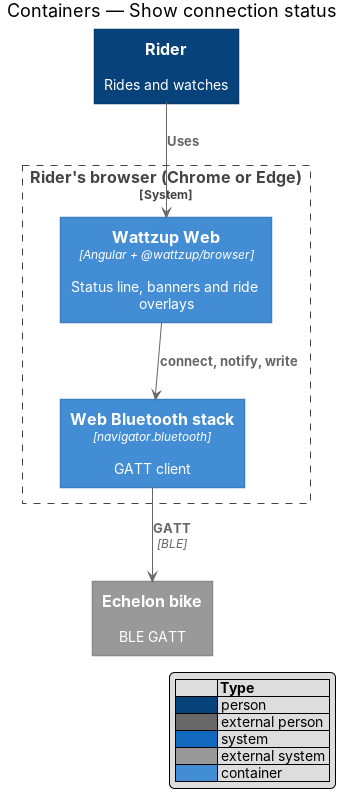 Containers — Show connection status
Rider
Rides and watches
Uses
Rider's browser (Chrome or Edge)
[System]
Wattzup Web
[Angular + @wattzup/browser]
Status line, banners and ride
overlays
connect, notify, write
Web Bluetooth stack
[navigator.bluetooth]
GATT client
GATT
[BLE]
Echelon bike
BLE GATT
Type
person
external person
system
external system
container